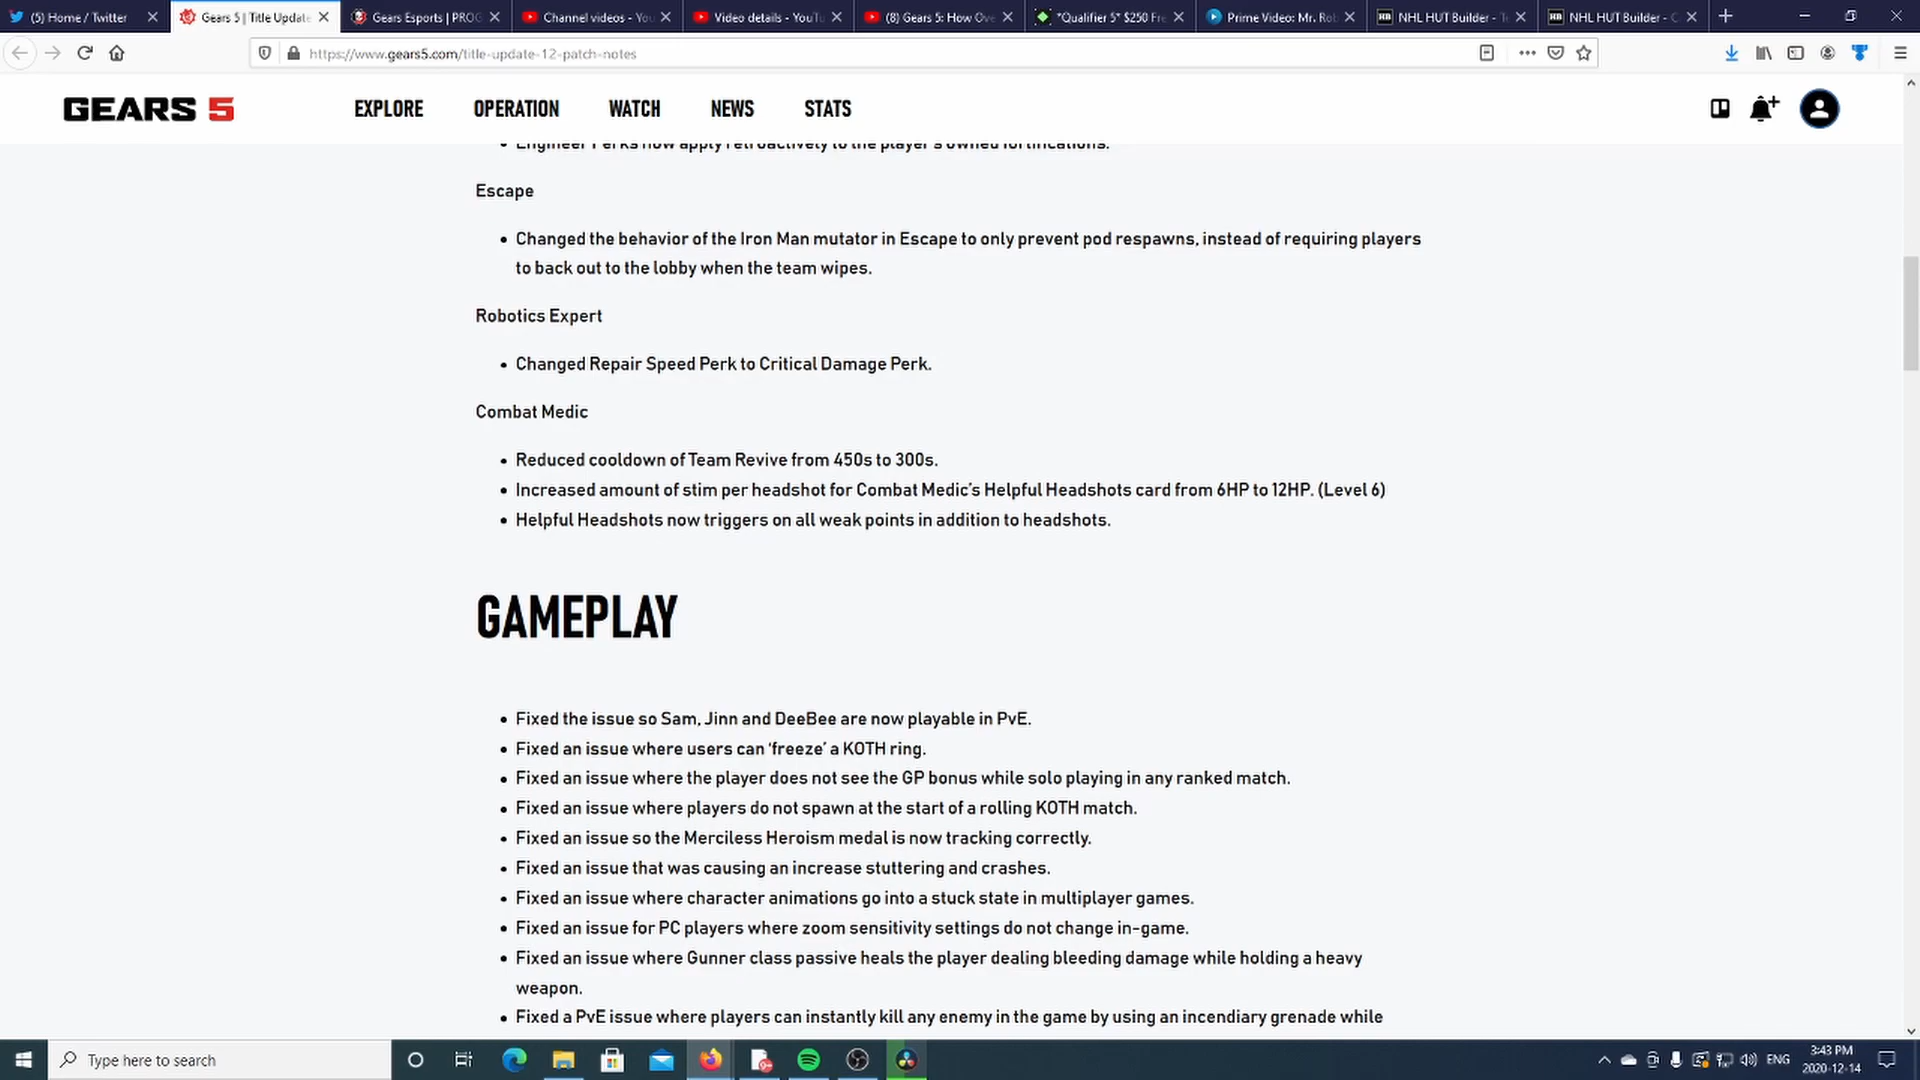 (5) Home / Twitter
Gears 5 | Title Update
Gears Esports | PROG
Channel videos - You
Video details - YouTu
(8) Gears 5: How Ove
*Qualifier 5* $250 Fre
Prime Video: Mr. Rob
NHL HUT Builder - Te
NHL HUT Builder - C
https://www.gears5.com/title-update-12-patch-notes
GEARS 5
EXPLORE
OPERATION
WATCH
NEWS
STATS
• Engineer Perks now apply retroactively to the player's owned fortifications.
Escape
• Changed the behavior of the Iron Man mutator in Escape to only prevent pod respawns, instead of requiring players
to back out to the lobby when the team wipes.
Robotics Expert
• Changed Repair Speed Perk to Critical Damage Perk.
Combat Medic
• Reduced cooldown of Team Revive from 450s to 300s.
• Increased amount of stim per headshot for Combat Medic's Helpful Headshots card from 6HP to 12HP. (Level 6)
• Helpful Headshots now triggers on all weak points in addition to headshots.
GAMEPLAY
• Fixed the issue so Sam, Jinn and DeeBee are now playable in PvE.
• Fixed an issue where users can 'freeze' a KOTH ring.
• Fixed an issue where the player does not see the GP bonus while solo playing in any ranked match.
• Fixed an issue where players do not spawn at the start of a rolling KOTH match.
• Fixed an issue so the Merciless Heroism medal is now tracking correctly.
• Fixed an issue that was causing an increase stuttering and crashes.
• Fixed an issue where character animations go into a stuck state in multiplayer games.
• Fixed an issue for PC players where zoom sensitivity settings do not change in-game.
• Fixed an issue where Gunner class passive heals the player dealing bleeding damage while holding a heavy
weapon.
• Fixed a PvE issue where players can instantly kill any enemy in the game by using an incendiary grenade while
Type here to search
ENG
3:43 PM
2020-12-14